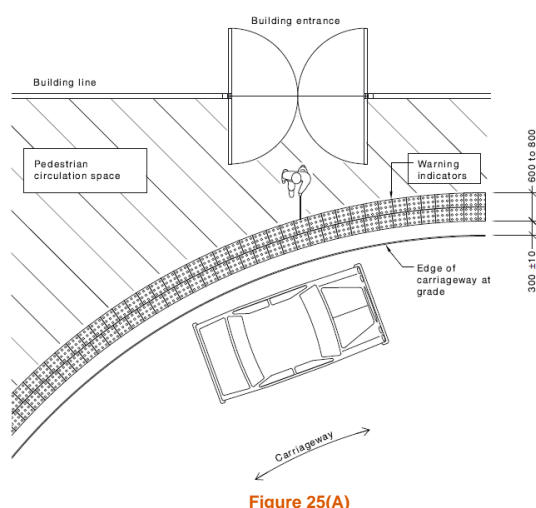 Building entrance
Building line
Pedestrian
circulation space
Warning
indicators
600 to 800
300 ±10
Edge of
carriageway at
grade
Carriageway
Figure 25(A)